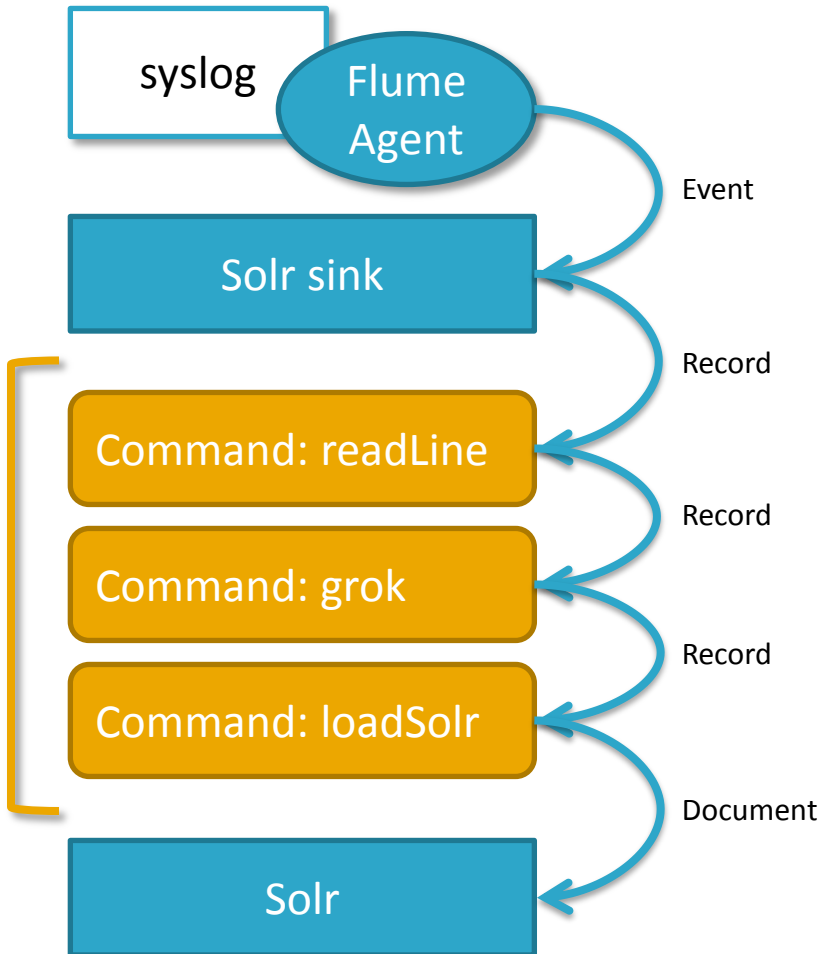 syslog
Flume
Agent
Event
Solr sink
Record
Command: readLine
Record
Command: grok
Record
Command: loadSolr
Document
Solr